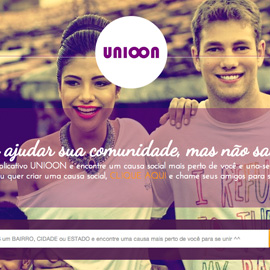 UNIOON
ajudar sua comunidade, mas não sa
plicativo UNIOON e encontre um causa social mais perto de você e una-se
u quer criar uma causa social, AQUI e chame seus amigos para s
um BAIRRO, CIDADE ou ESTADO e encontre uma causa mais perto de você para se unir ^^